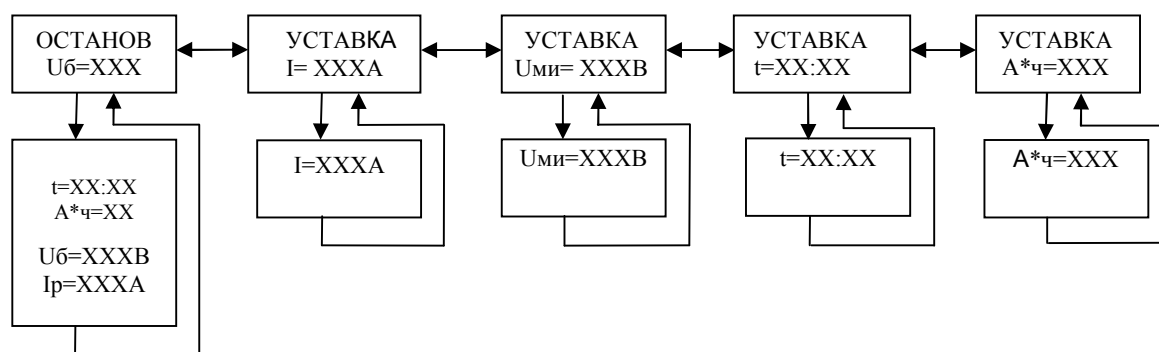 ОСТАНОВ
Uб=XXX
УСТАВКА
I= XXXA
УСТАВКА
Uми= XXXB
УСТАВКА
t=XX:XX
УСТАВКА
А*ч=XXX
t=XX:XX
А*ч=XX
Uб=XXXB
Iр=XXXA
I=XXXA
Uми=XXXB
t=XX:XX
А*ч=XXX